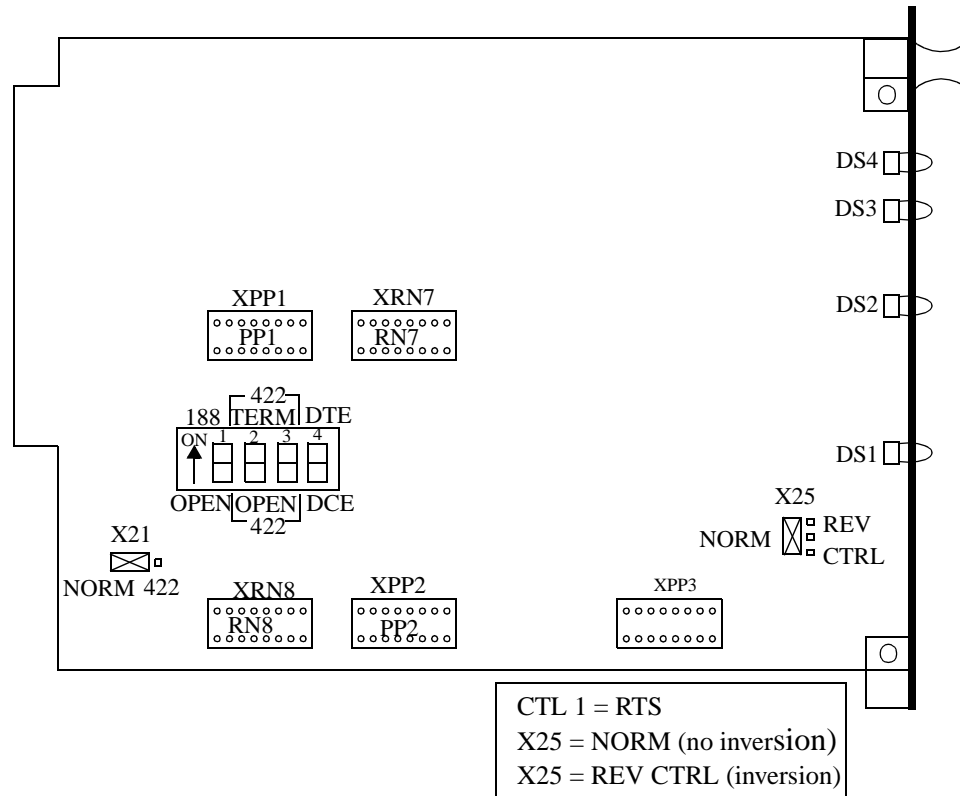 DS4
DS3
XPP1 XRN7
DS2
PP1 RN7
422
188 TERM DTE
ON 1 2 3 4
DS1
OPEN OPEN DCE
422
X25
X21
REV
NORM
CTRL
NORM 422
XRN8 XPP2 XPP3
RN8 PP2
CTL 1 = RTS
X25 = NORM (no inversion)
X25 = REV CTRL (inversion)